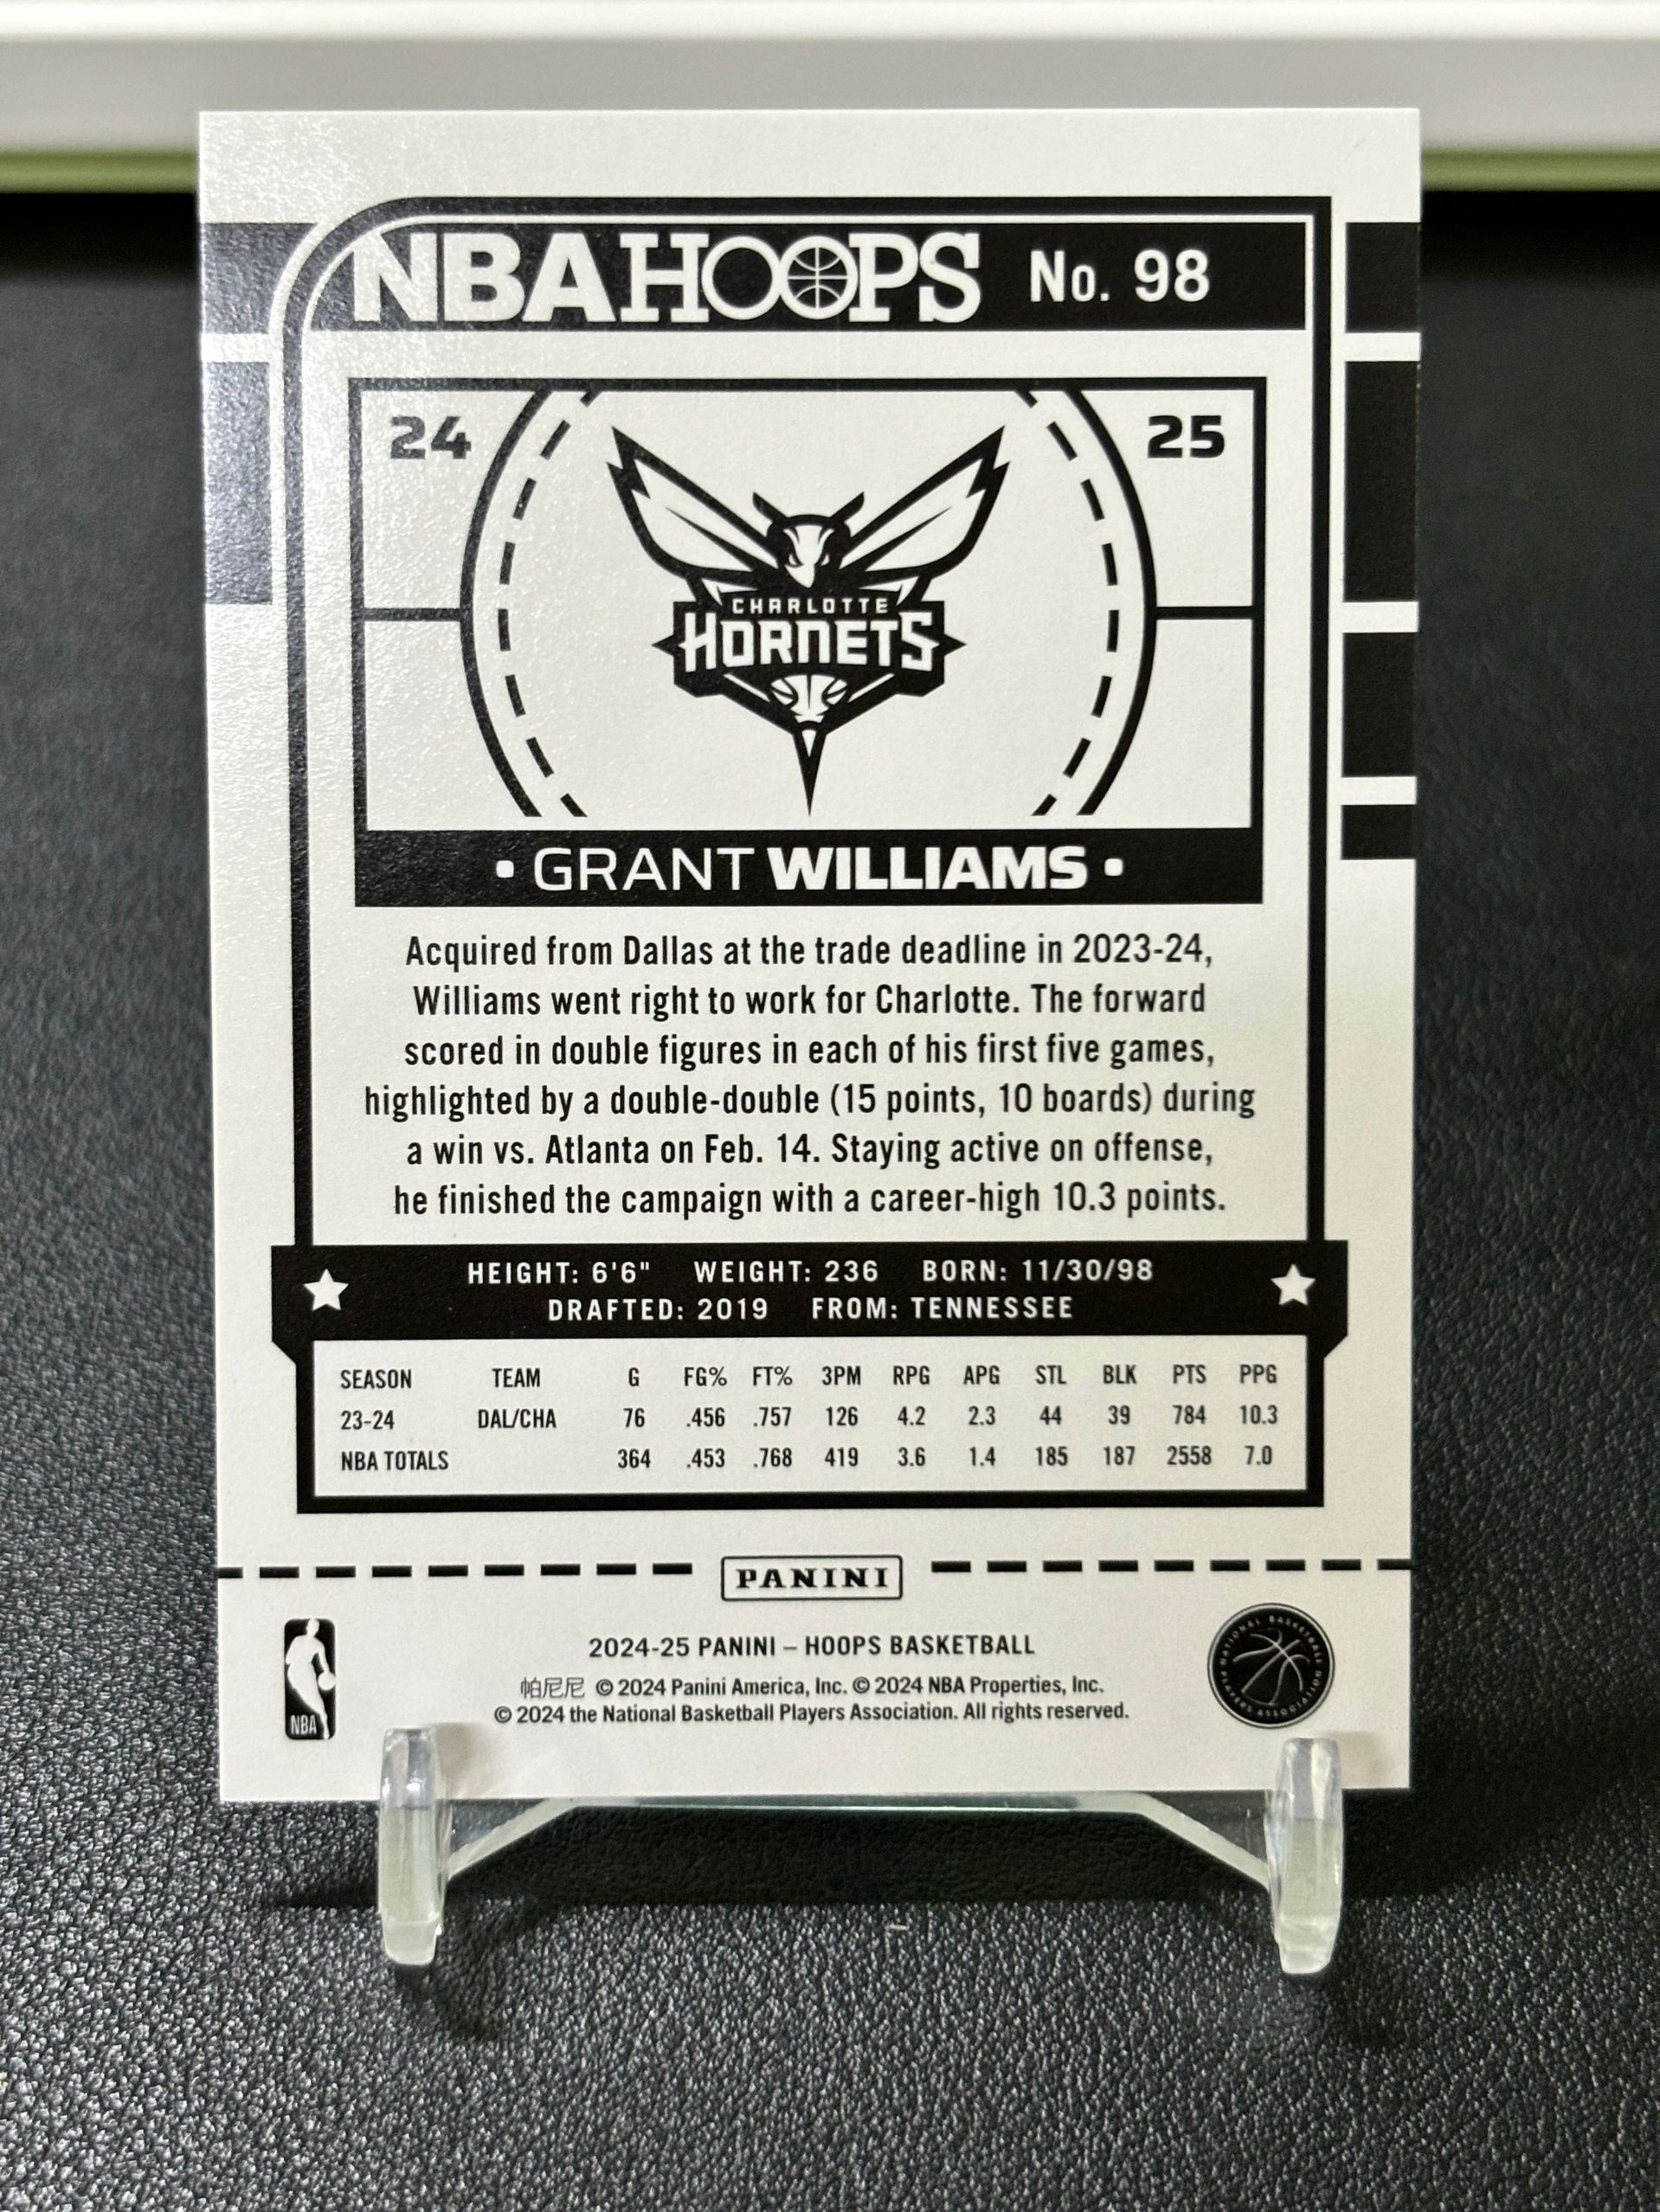 NBA HOOPS No. 98
24 25
CHARLOTTE
HORNETS
• GRANT WILLIAMS •
Acquired from Dallas at the trade deadline in 2023-24,
Williams went right to work for Charlotte. The forward
scored in double figures in each of his first five games,
highlighted by a double-double (15 points, 10 boards) during
a win vs. Atlanta on Feb. 14. Staying active on offense,
he finished the campaign with a career-high 10.3 points.
HEIGHT: 6'6" WEIGHT: 236 BORN: 11/30/98
DRAFTED: 2019 FROM: TENNESSEE
SEASON TEAM G FG% FT% 3PM RPG APG STL BLK PTS PPG
23-24 DAL/CHA 76 .456 .757 126 4.2 2.3 44 39 784 10.3
NBA TOTALS 364 .453 .768 419 3.6 1.4 185 187 2558 7.0
PANINI
2024-25 PANINI – HOOPS BASKETBALL
帕尼尼 © 2024 Panini America, Inc. © 2024 NBA Properties, Inc.
© 2024 the National Basketball Players Association. All rights reserved.
NBA
NATIONAL BASKETBALL PLAYERS ASSOCIATION